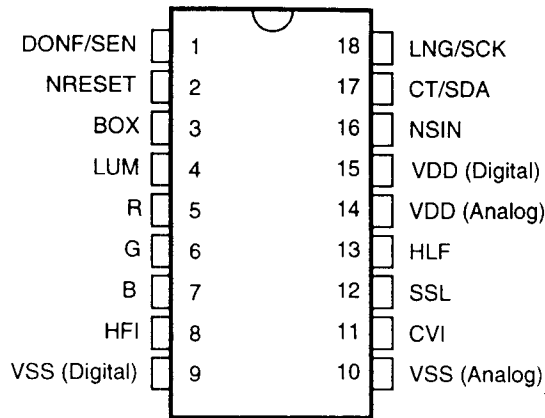 DONF/SEN 1 18 LNG/SCK
NRESET 2 17 CT/SDA
BOX 3 16 NSIN
LUM 4 15 VDD (Digital)
R 5 14 VDD (Analog)
G 6 13 HLF
B 7 12 SSL
HFI 8 11 CVI
VSS (Digital) 9 10 VSS (Analog)